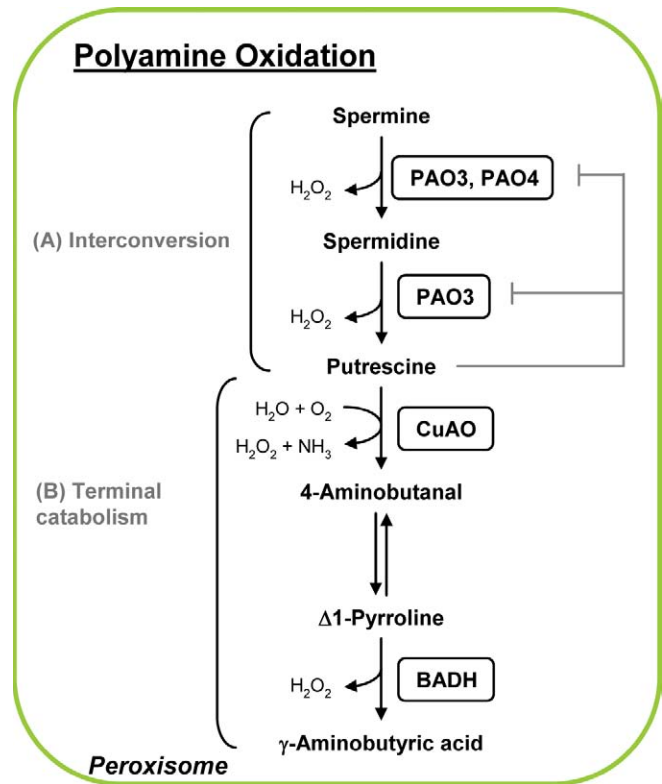 Polyamine Oxidation
Spermine
H₂O₂
PAO3, PAO4
(A) Interconversion
Spermidine
H₂O₂
PAO3
Putrescine
H₂O + O₂
CuAO
H₂O₂ + NH₃
(B) Terminal
catabolism
4-Aminobutanal
Δ1-Pyrroline
H₂O₂
BADH
γ-Aminobutyric acid
Peroxisome